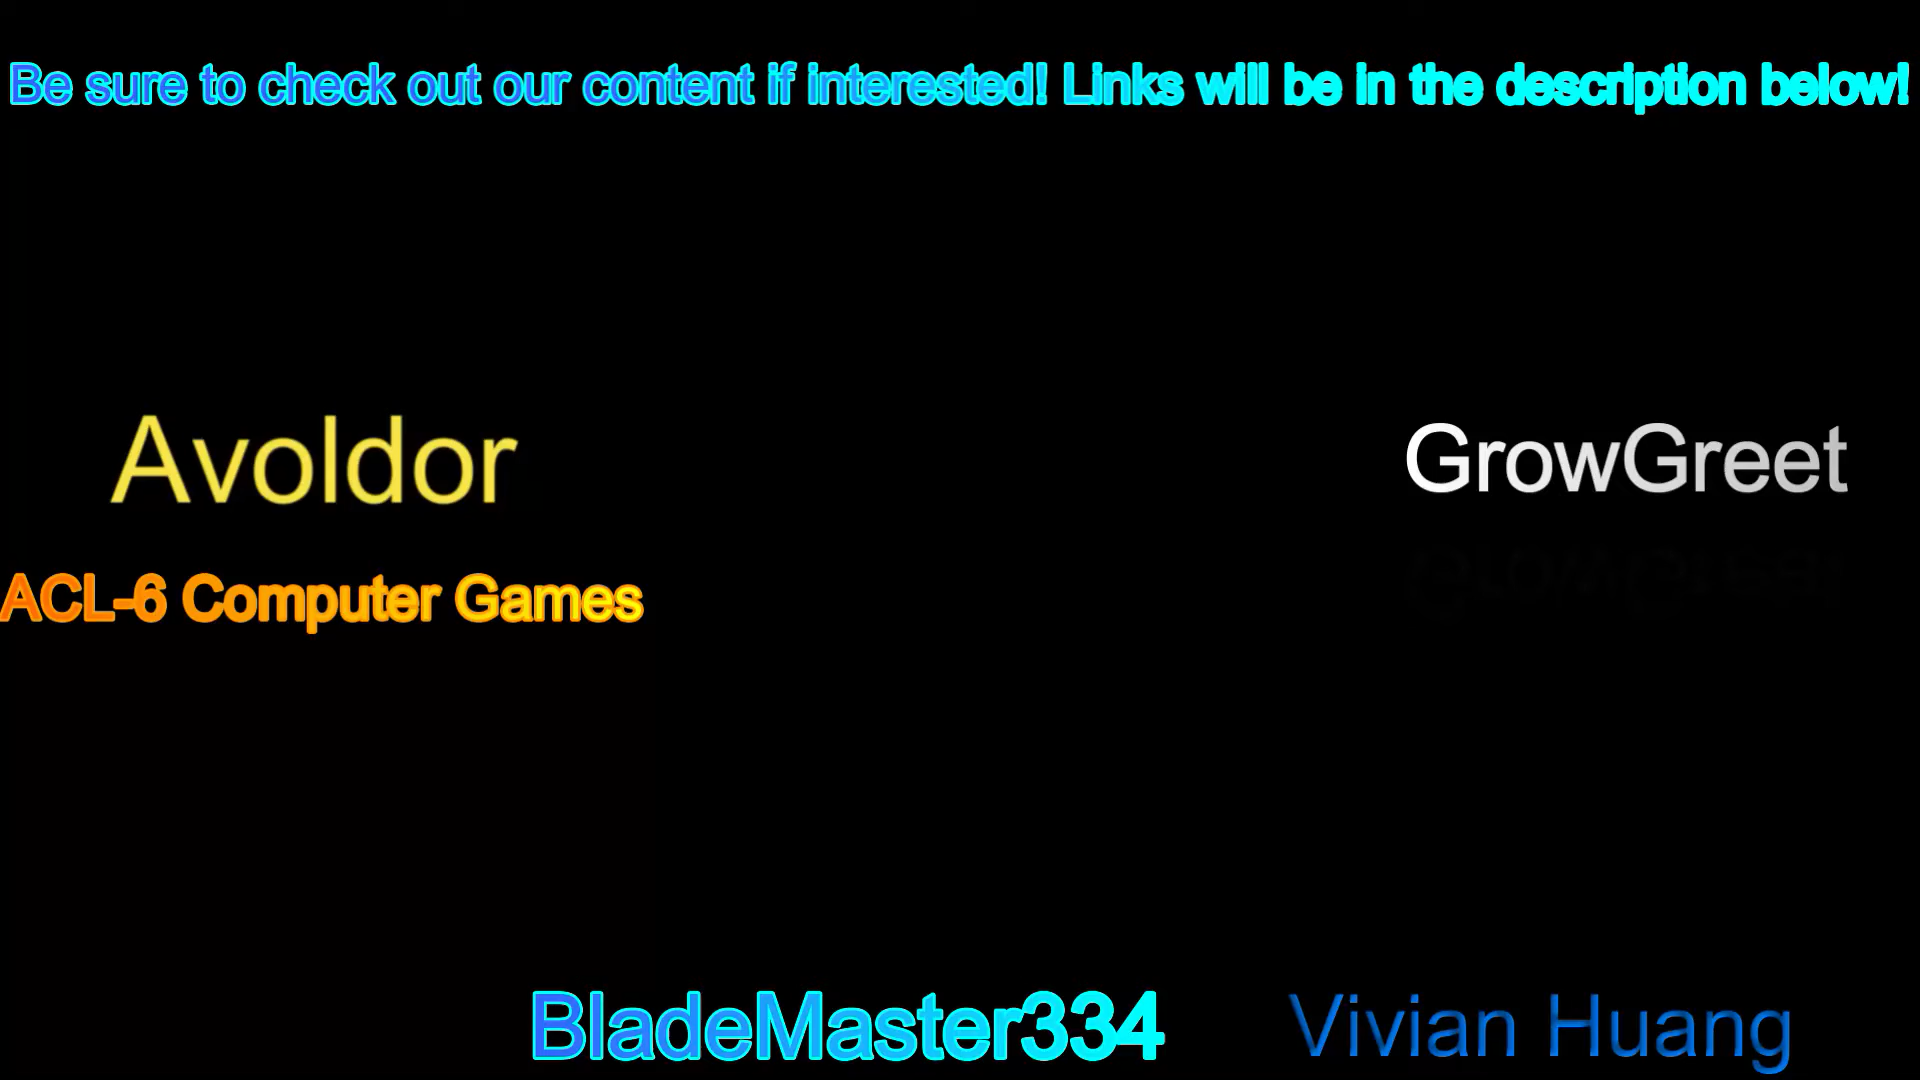 Be sure to check out our content if interested! Links will be in the description below!
Avoldor
GrowGreet
ACL-6 Computer Games
BladeMaster334
Vivian Huang